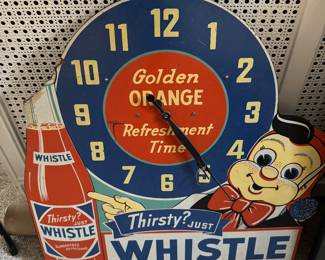 12
11
1
10
2
9
3
8
4
7
5
6
Golden
ORANGE
Refreshment
Time
WHISTLE
Thirsty? JUST
WHISTLE
Thirsty? JUST
WHISTLE